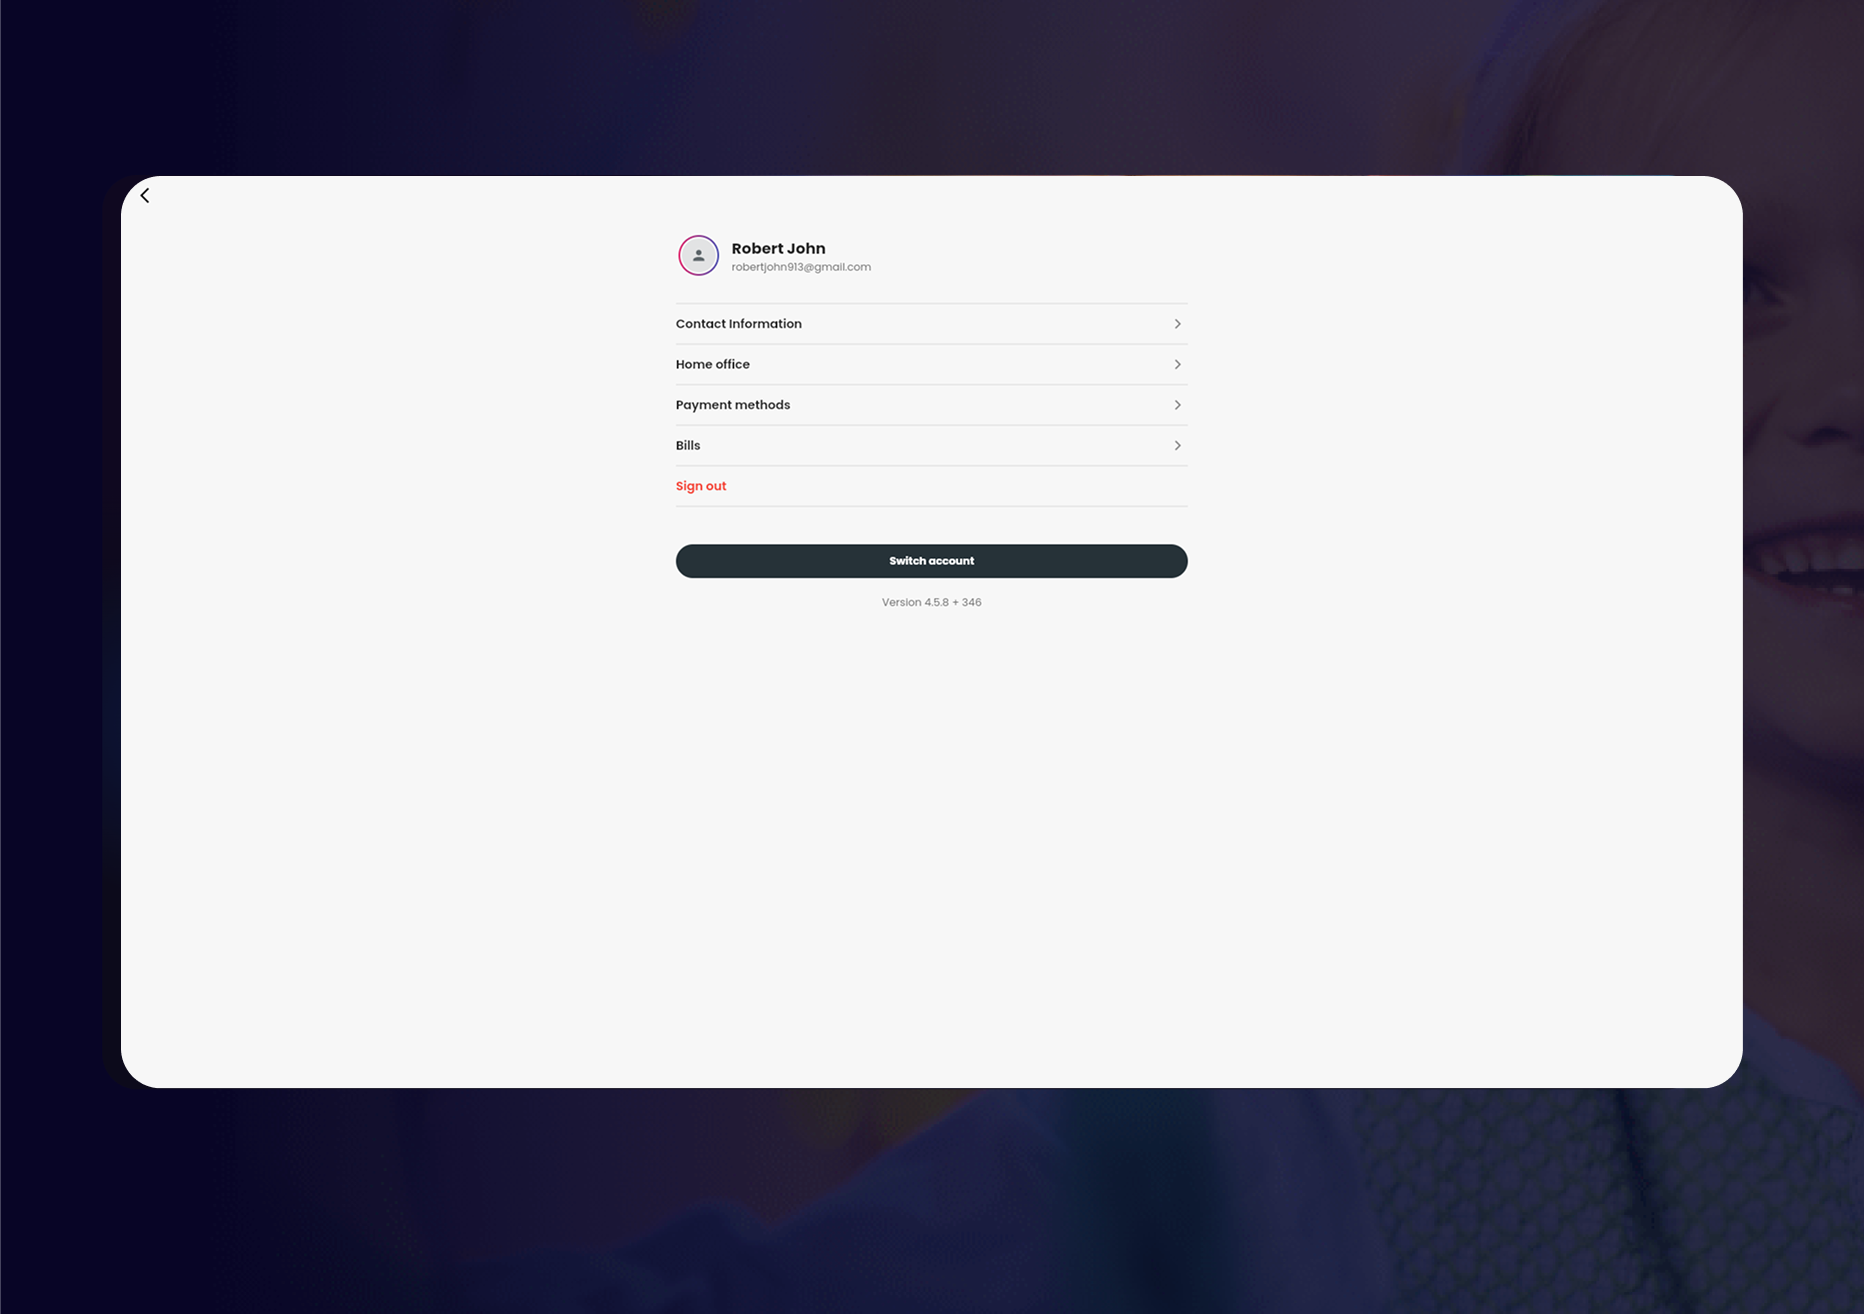 Robert John
robertjohn913@gmail.com
Contact Information
Home office
Payment methods
Bills
Sign out
Switch account
Version 4.5.8 + 346